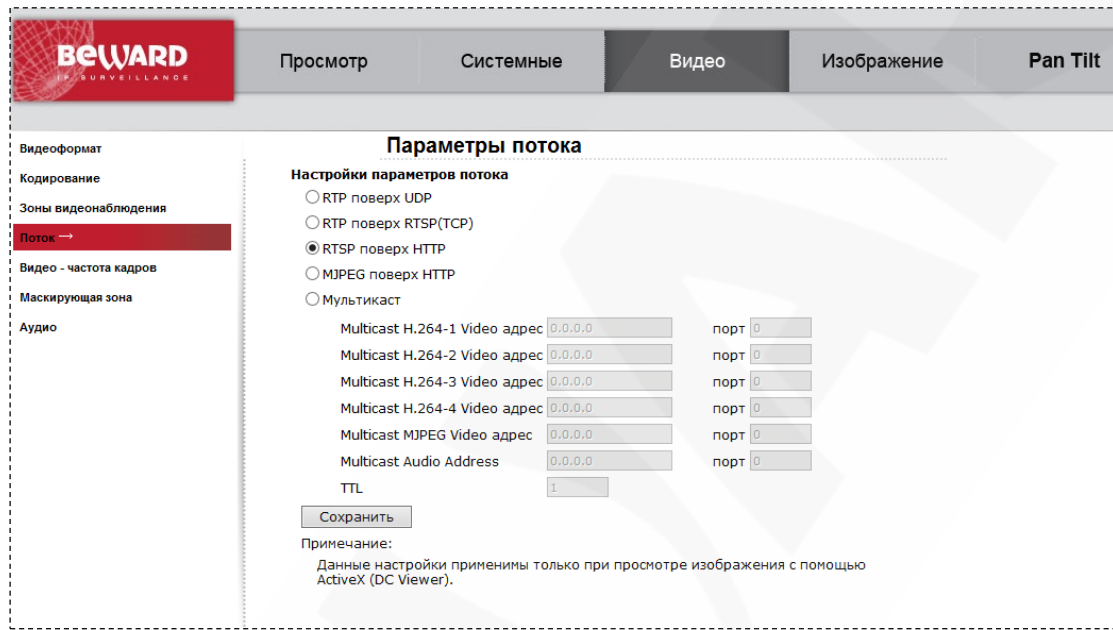 BEWARD
IP SURVEILLANCE
Просмотр
Системные
Видео
Изображение
Pan Tilt
Видеоформат
Кодирование
Зоны видеонаблюдения
Поток →
Видео - частота кадров
Маскирующая зона
Аудио
Параметры потока
Настройки параметров потока
RTP поверх UDP
RTP поверх RTSP(TCP)
RTSP поверх HTTP
MJPEG поверх HTTP
Мультикаст
Multicast H.264-1 Video адрес 0.0.0.0 порт 0
Multicast H.264-2 Video адрес 0.0.0.0 порт 0
Multicast H.264-3 Video адрес 0.0.0.0 порт 0
Multicast H.264-4 Video адрес 0.0.0.0 порт 0
Multicast MJPEG Video адрес 0.0.0.0 порт 0
Multicast Audio Address 0.0.0.0 порт 0
TTL 1
Сохранить
Примечание:
Данные настройки применимы только при просмотре изображения с помощью
ActiveX (DC Viewer).